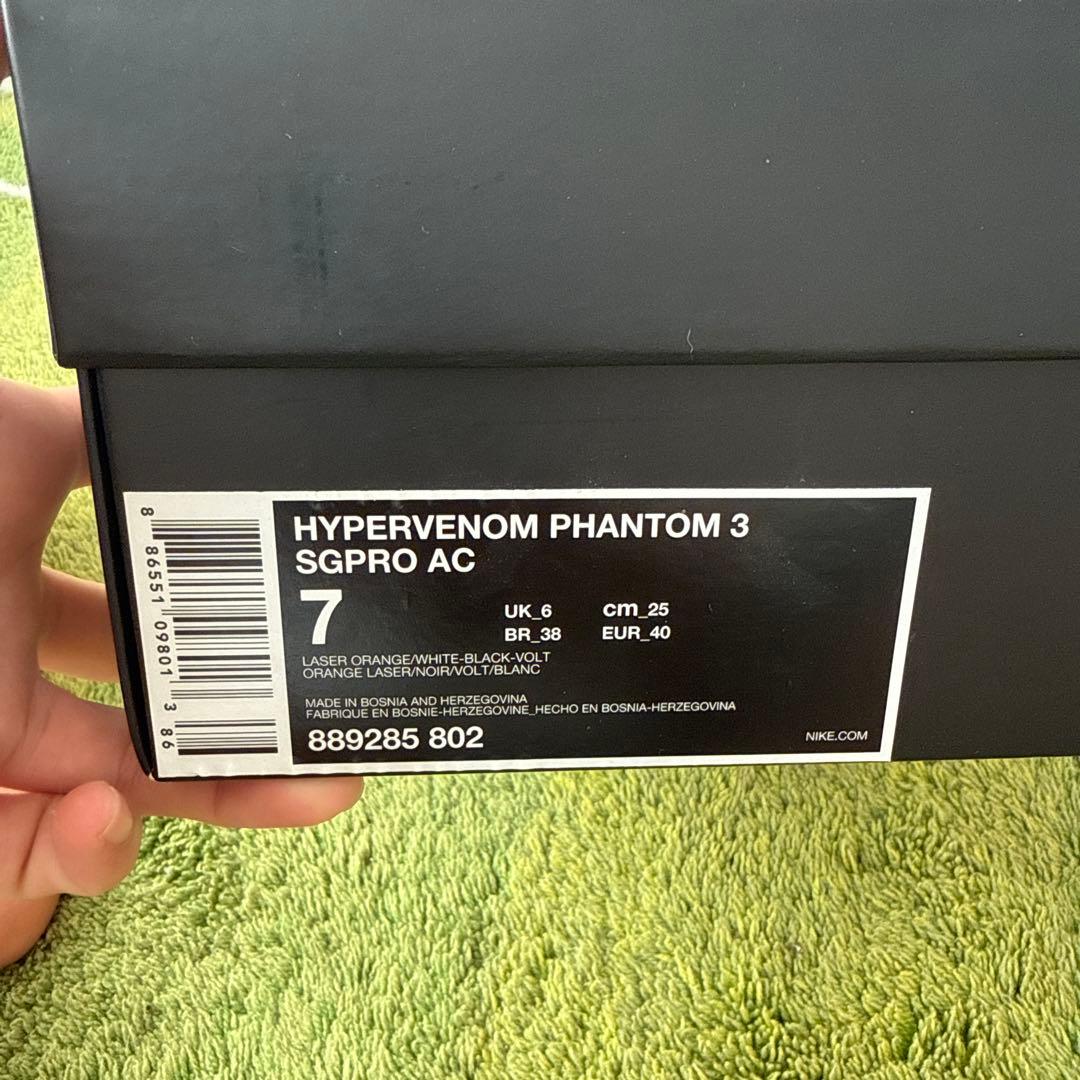 HYPERVENOM PHANTOM 3
SGPRO AC
7
UK_6 cm_25
BR_38 EUR_40
LASER ORANGE/WHITE-BLACK-VOLT
ORANGE LASER/NOIR/VOLT/BLANC
MADE IN BOSNIA AND HERZEGOVINA
FABRIQUE EN BOSNIE-HERZEGOVINE_HECHO EN BOSNIA-HERZEGOVINA
889285 802
NIKE.COM
8 86551 09801 3 86